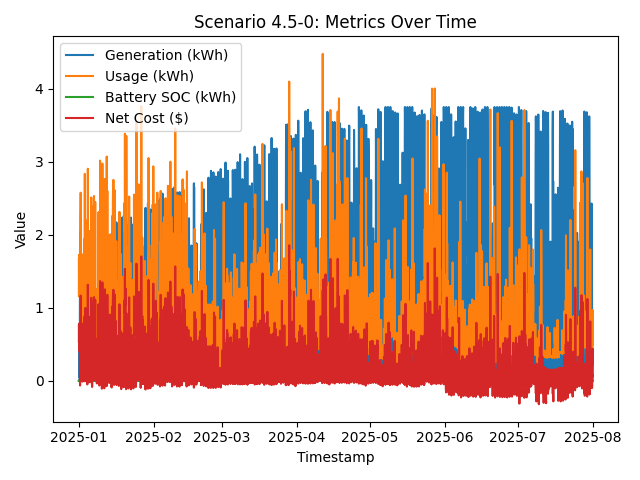 Scenario 4.5-0: Metrics Over Time
Generation (kWh)
Usage (kWh)
Battery SOC (kWh)
Net Cost ($)
Value
4
3
2
1
0
2025-01 2025-02 2025-03 2025-04 2025-05 2025-06 2025-07 2025-08
Timestamp